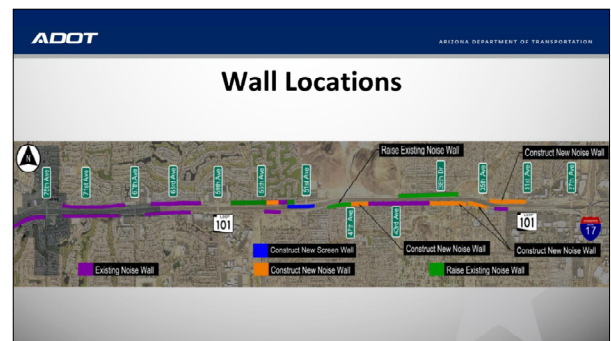 ADOT
ARIZONA DEPARTMENT OF TRANSPORTATION
Wall Locations
N
75th Ave
71st Ave
67th Ave
63rd Ave
59th Ave
55th Ave
51st Ave
Raise Existing Noise Wall
Construct New Noise Wall
35th Ave
31st Ave
27th Ave
101
47th Ave
43rd Ave
101
17
Construct New Screen Wall
Construct New Noise Wall
Construct New Noise Wall
Existing Noise Wall
Construct New Noise Wall
Raise Existing Noise Wall